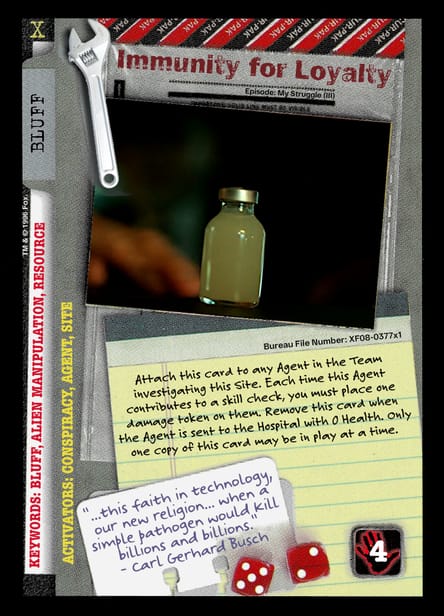 X
BLUFF
Immunity for Loyalty
Episode: My Struggle (III)
Bureau File Number: XF08-0377x1
Attach this card to any Agent in the Team
investigating this Site. Each time this Agent
contributes to a skill check, you must place one
damage token on them. Remove this card when
the Agent is sent to the Hospital with 0 Health. Only
one copy of this card may be in play at a time.
"...this faith in technology,
our new religion... when a
simple pathogen would kill
billions and billions.
- Carl Gerhard Busch
4
TM & © 1996 Fox.
KEYWORDS: BLUFF, ALIEN MANIPULATION, RESOURCE
ACTIVATORS: CONSPIRACY, AGENT, SITE